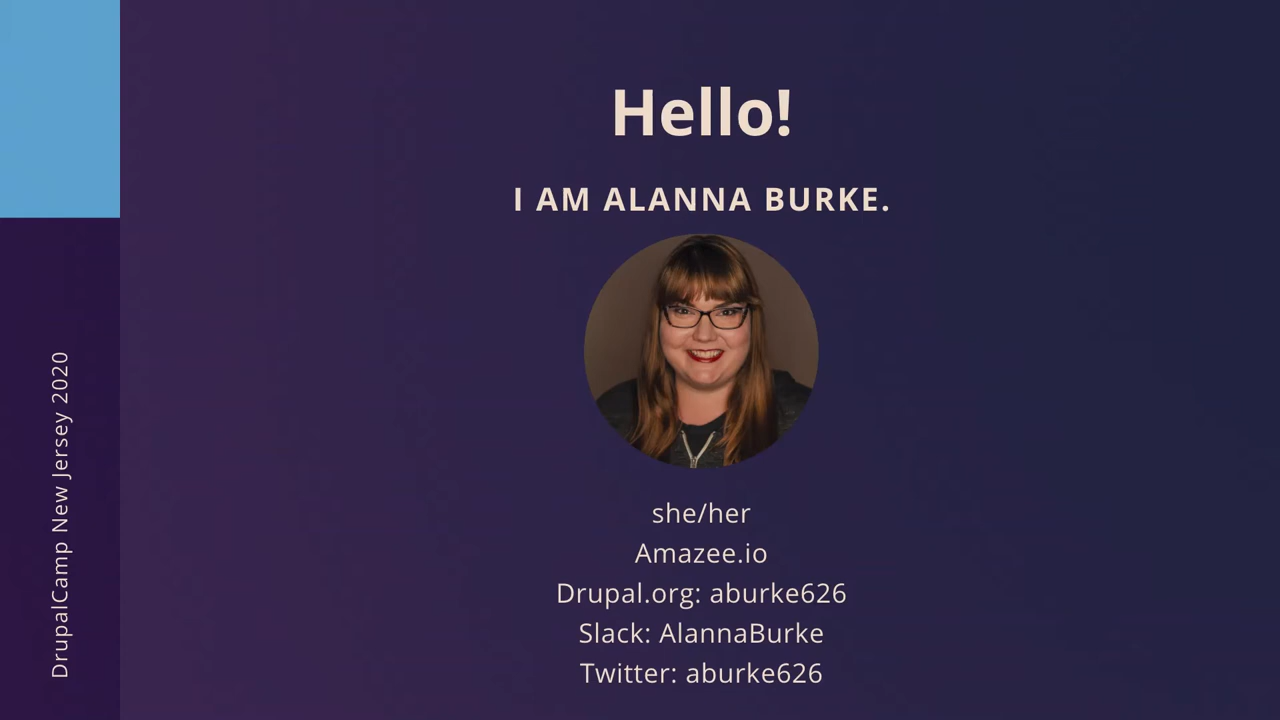 Hello!
I AM ALANNA BURKE.
she/her
Amazee.io
Drupal.org: aburke626
Slack: AlannaBurke
Twitter: aburke626
DrupalCamp New Jersey 2020